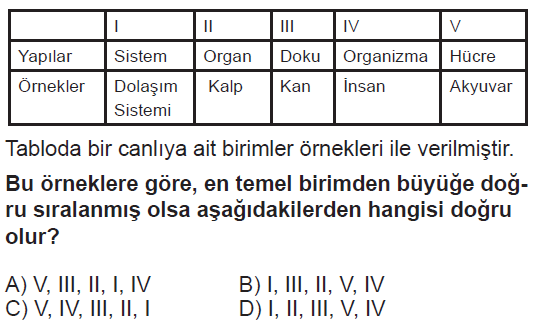 I II III IV V
Yapılar Sistem Organ Doku Organizma Hücre
Örnekler Dolaşım Sistemi Kalp Kan İnsan Akyuvar
Tabloda bir canlıya ait birimler örnekleri ile verilmiştir.
Bu örneklere göre, en temel birimden büyüğe doğ-
ru sıralanmış olsa aşağıdakilerden hangisi doğru
olur?
A) V, III, II, I, IV B) I, III, II, V, IV
C) V, IV, III, II, I D) I, II, III, V, IV